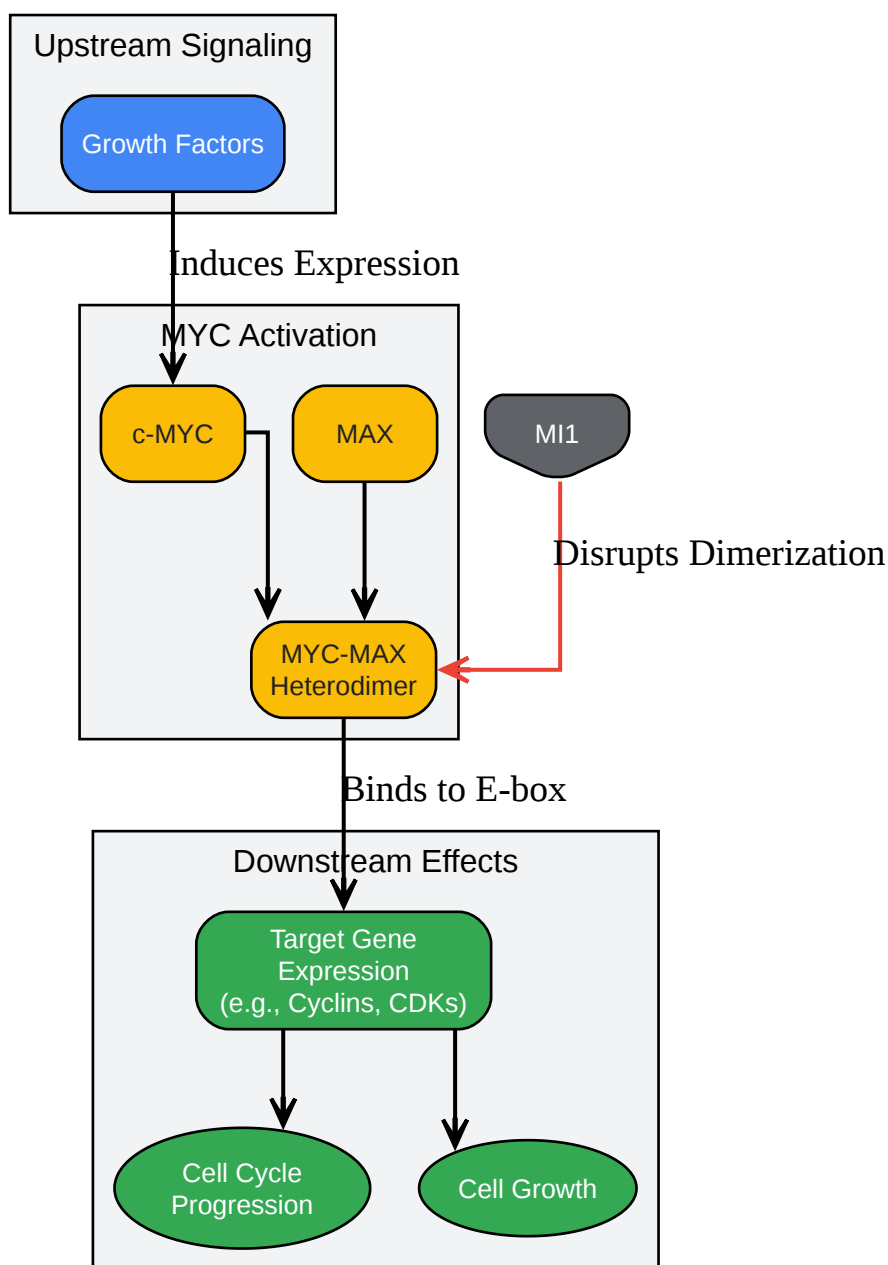 Upstream Signaling
Growth Factors
Induces Expression
MYC Activation
c-MYC
MAX
MI1
Disrupts Dimerization
MYC-MAX
Heterodimer
Binds to E-box
Downstream Effects
Target Gene
Expression
(e.g., Cyclins, CDKs)
Cell Cycle
Progression
Cell Growth